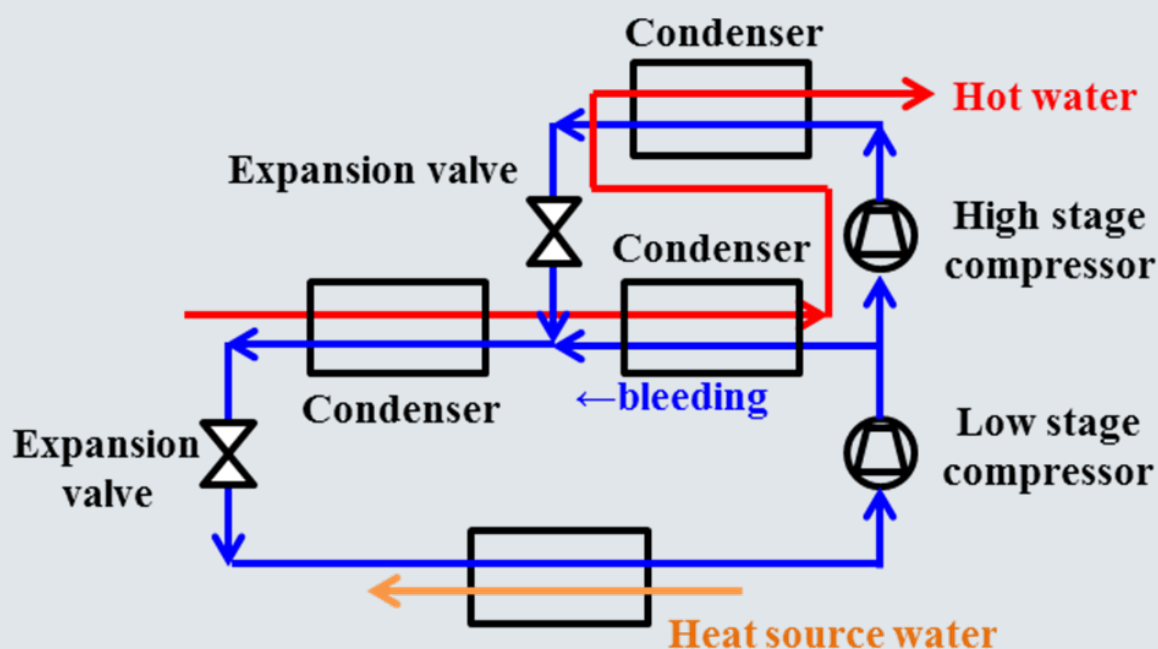 Condenser
Hot water
Expansion valve
High stage
compressor
Condenser
Condenser
←bleeding
Expansion
valve
Low stage
compressor
Heat source water